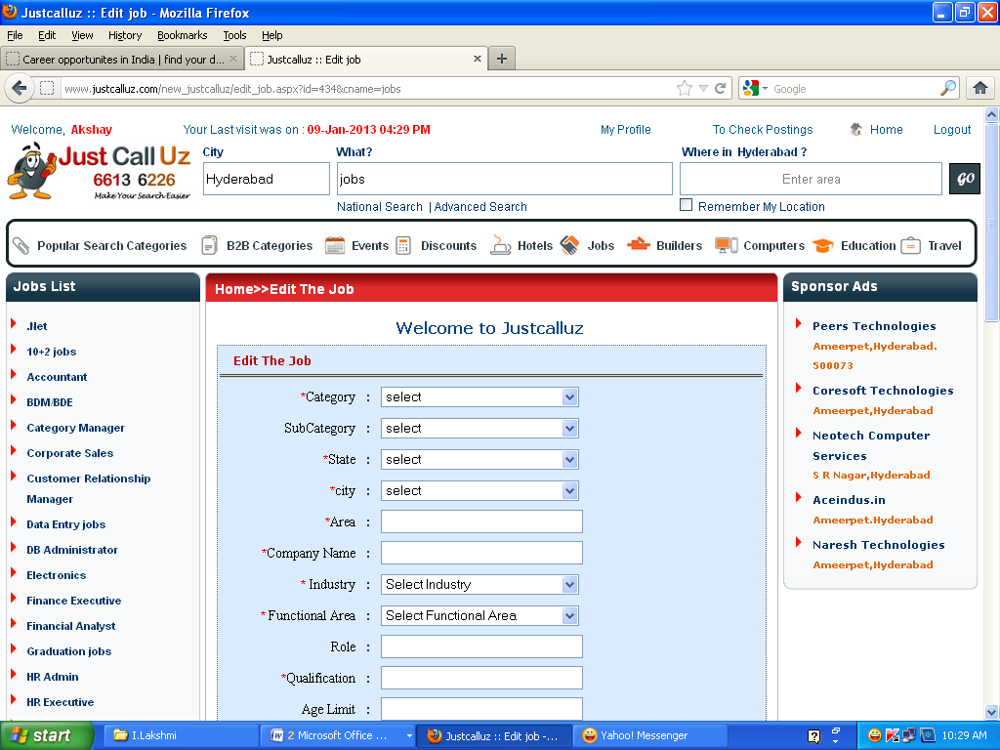 Justcalluz :: Edit job - Mozilla Firefox
File Edit View History Bookmarks Tools Help
Career opportunites in India | find your d...
Justcalluz :: Edit job
www.justcalluz.com/new_justcalluz/edit_job.aspx?id=434&cname=jobs
Google
Welcome, Akshay
Your Last visit was on : 09-Jan-2013 04:29 PM
My Profile
To Check Postings
Home
Logout
Just Call Uz
6613 6226
Make Your Search Easier
City
What?
Where in Hyderabad ?
Hyderabad
jobs
Enter area
GO
National Search | Advanced Search
Remember My Location
Popular Search Categories
B2B Categories
Events
Discounts
Hotels
Jobs
Builders
Computers
Education
Travel
Jobs List
.Net
10+2 jobs
Accountant
BDM/BDE
Category Manager
Corporate Sales
Customer Relationship
Manager
Data Entry jobs
DB Administrator
Electronics
Finance Executive
Financial Analyst
Graduation jobs
HR Admin
HR Executive
Home>>Edit The Job
Welcome to Justcalluz
Edit The Job
*Category : select
SubCategory : select
*State : select
*city : select
*Area :
*Company Name :
* Industry : Select Industry
* Functional Area : Select Functional Area
Role :
*Qualification :
Age Limit :
Sponsor Ads
Peers Technologies
Ameerpet,Hyderabad.
500073
Coresoft Technologies
Ameerpet,Hyderabad
Neotech Computer
Services
S R Nagar,Hyderabad
Aceindus.in
Ameerpet.Hyderabad
Naresh Technologies
Ameerpet,Hyderabad
start
I.Lakshmi
2 Microsoft Office ...
Justcalluz :: Edit job -...
Yahoo! Messenger
10:29 AM